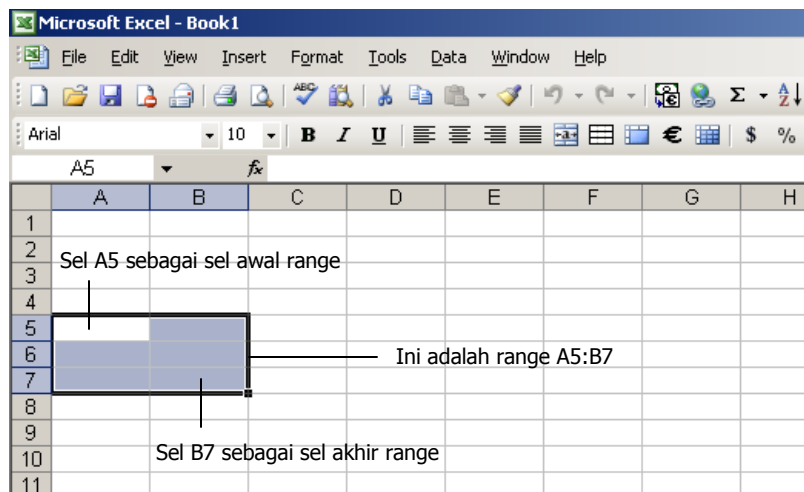 Microsoft Excel - Book1
File Edit View Insert Format Tools Data Window Help
ABC Σ A Z
Arial 10 B I U a € $ %
A5 fx
A B C D E F G H
1
2
Sel A5 sebagai sel awal range
3
4
5
6 Ini adalah range A5:B7
7
8
9
Sel B7 sebagai sel akhir range
10
11